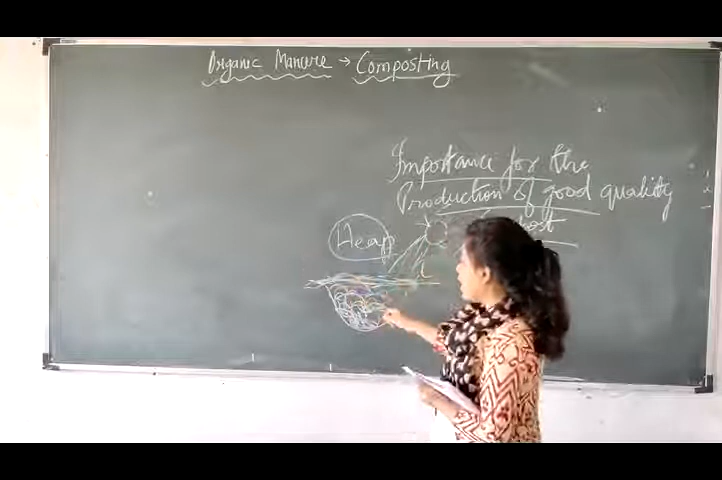 Organic Manure → Composting
Importance for the
Production of good quality
Heap